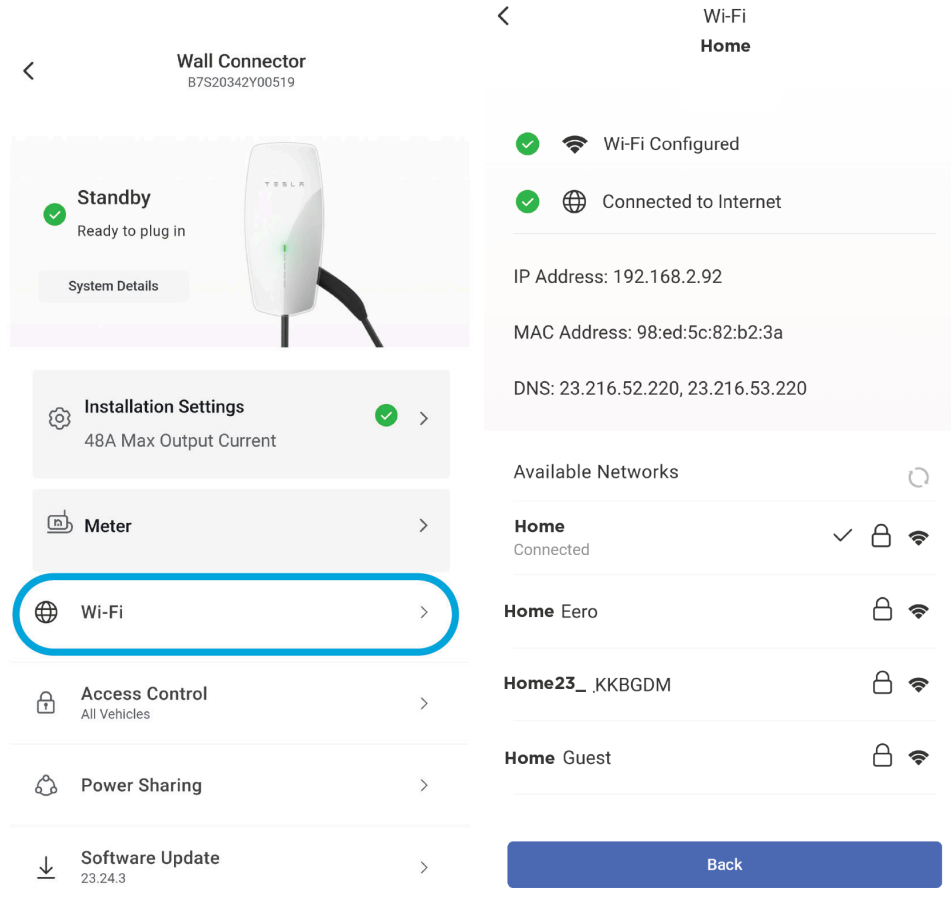 Wall Connector
B7S20342Y00519
Standby
Ready to plug in
System Details
TESLA
Installation Settings
48A Max Output Current
Meter
Wi-Fi
Access Control
All Vehicles
Power Sharing
Software Update
23.24.3
Wi-Fi
Home
Wi-Fi Configured
Connected to Internet
IP Address: 192.168.2.92
MAC Address: 98:ed:5c:82:b2:3a
DNS: 23.216.52.220, 23.216.53.220
Available Networks
Home
Connected
Home Eero
Home23_ .KKBGDM
Home Guest
Back